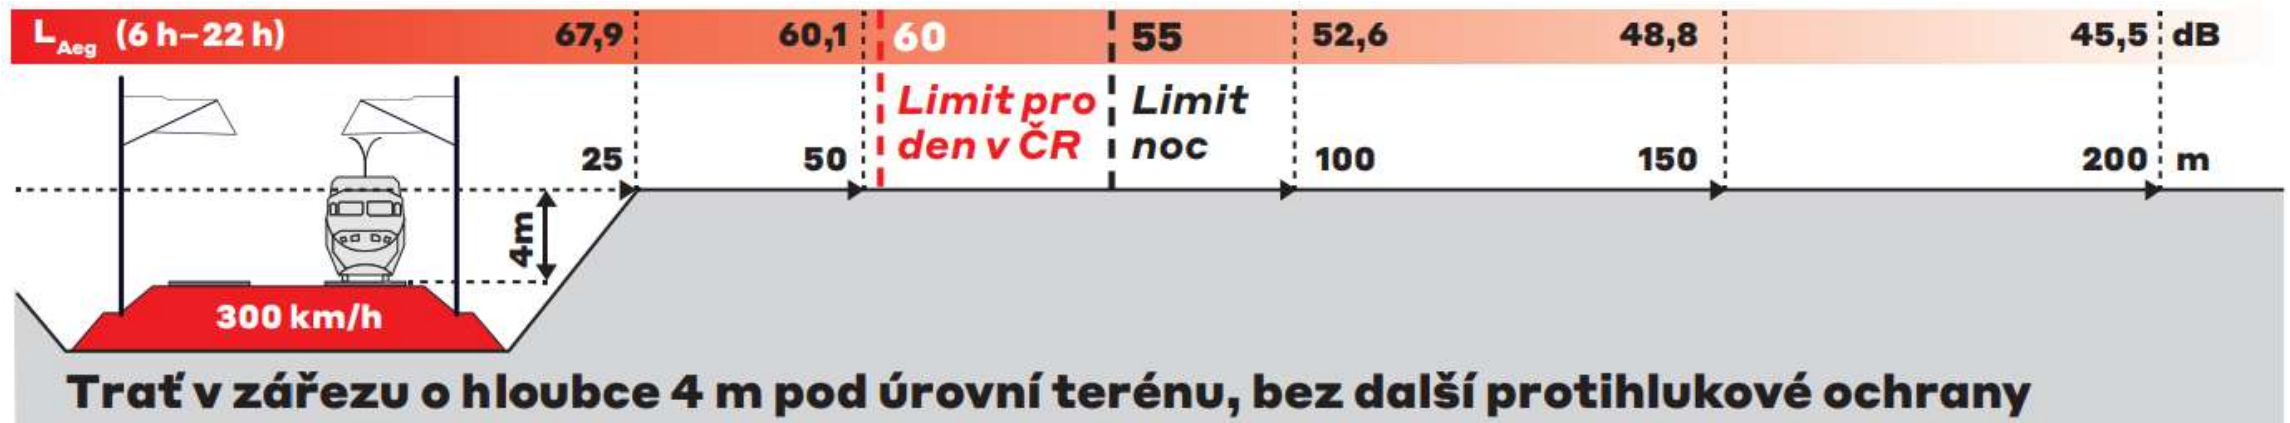 LAeg (6 h–22 h) 67,9 60,1 60 55 52,6 48,8 45,5 dB
Limit pro Limit
den v ČR noc
25 50 100 150 200 m
4m
300 km/h
Trať v zářezu o hloubce 4 m pod úrovní terénu, bez další protihlukové ochrany